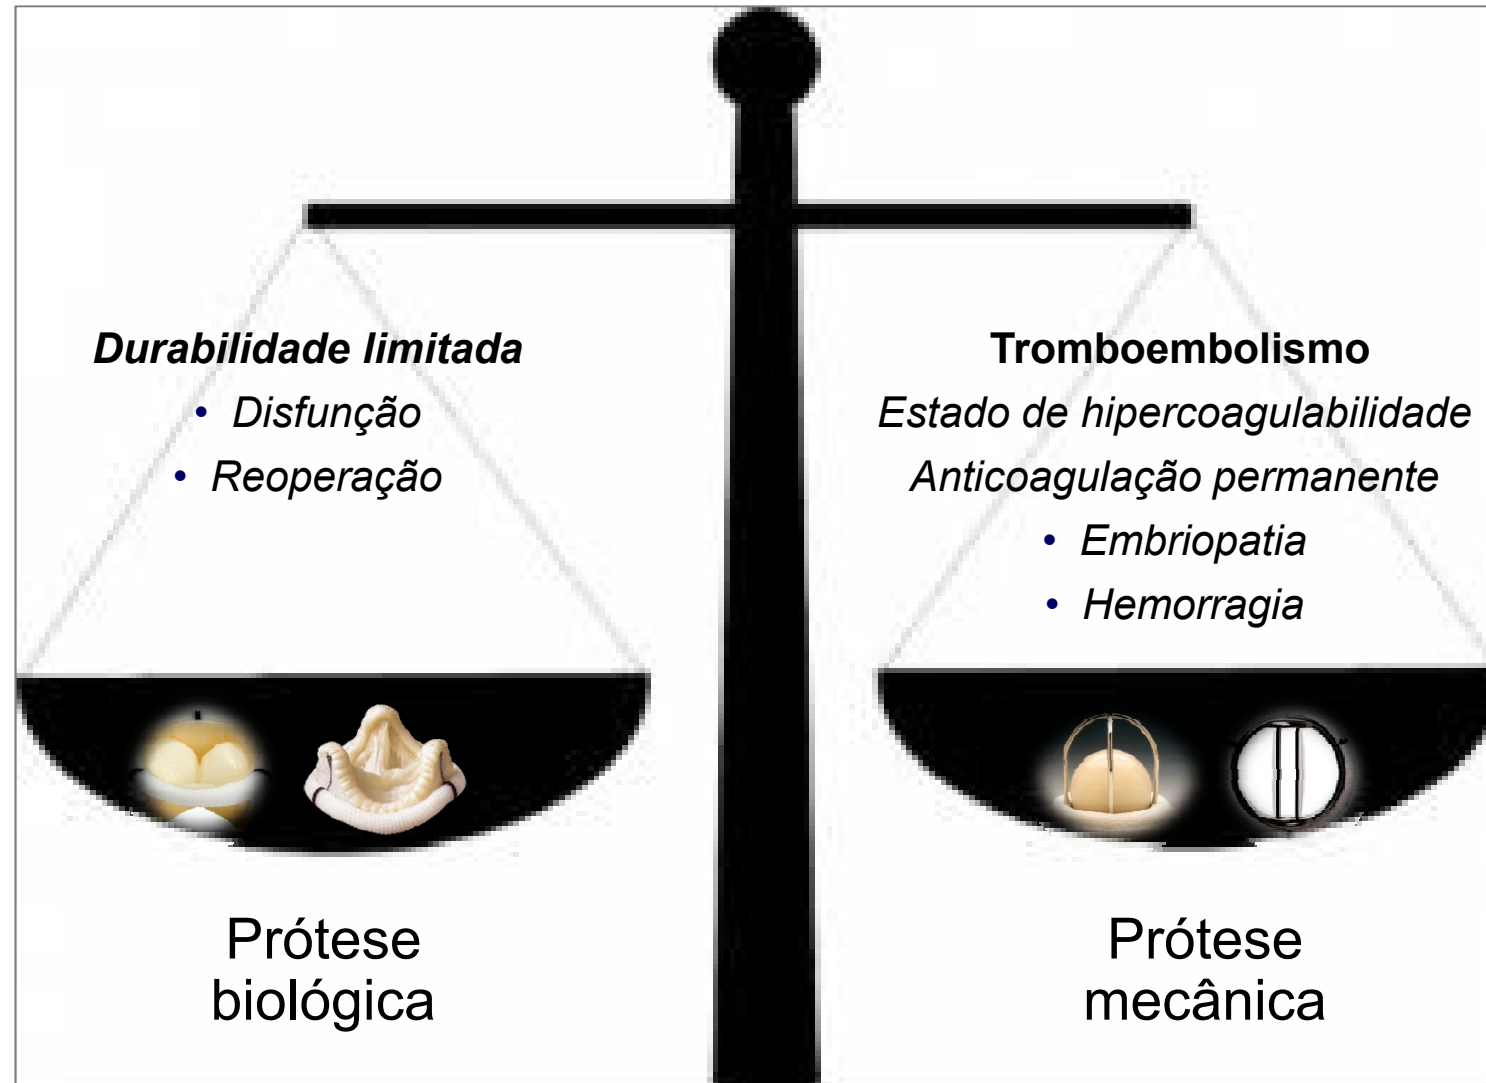 Durabilidade limitada
• Disfunção
• Reoperação
Tromboembolismo
Estado de hipercoagulabilidade
Anticoagulação permanente
• Embriopatia
• Hemorragia
Prótese
biológica
Prótese
mecânica